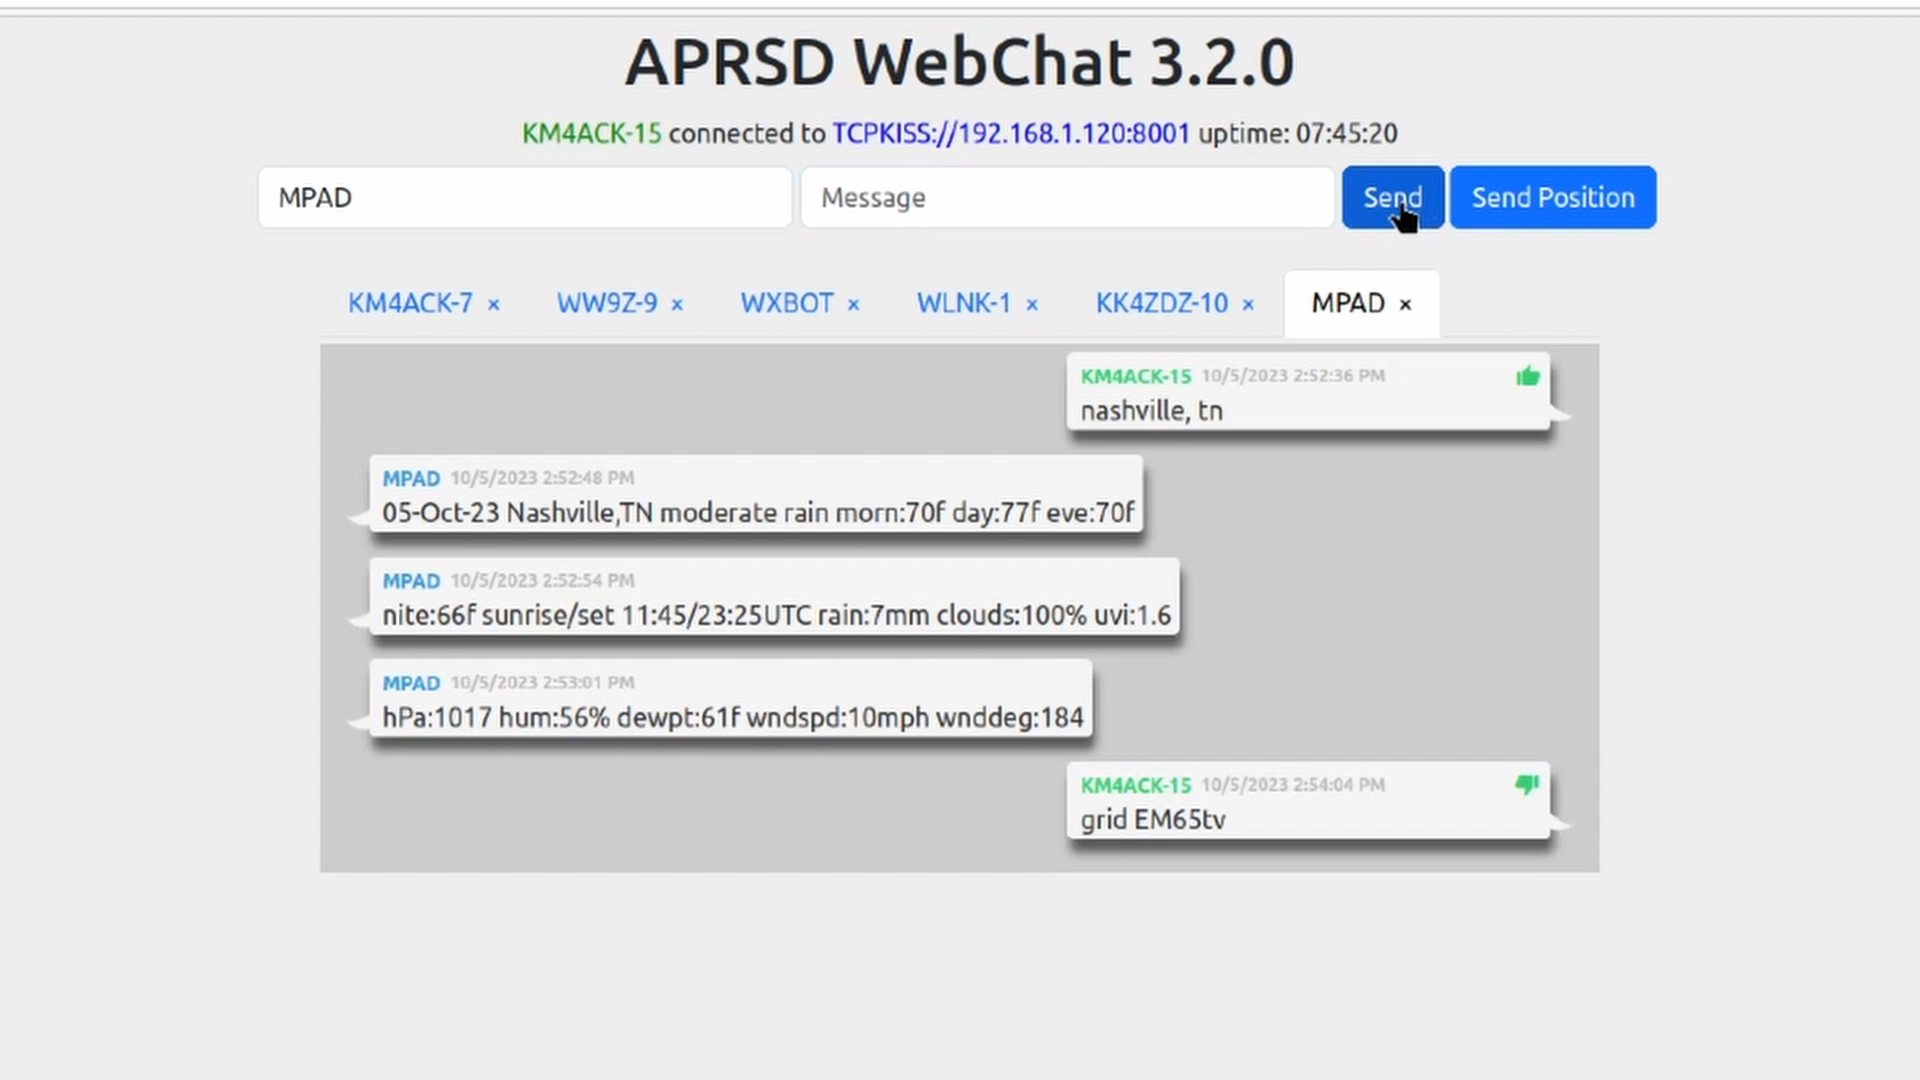 APRSD WebChat 3.2.0
KM4ACK-15 connected to TCPKISS://192.168.1.120:8001 uptime: 07:45:20
MPAD Message Send Send Position
KM4ACK-7 × WW9Z-9 × WXBOT × WLNK-1 × KK4ZDZ-10 × MPAD ×
KM4ACK-15 10/5/2023 2:52:36 PM
nashville, tn
MPAD 10/5/2023 2:52:48 PM
05-Oct-23 Nashville,TN moderate rain morn:70f day:77f eve:70f
MPAD 10/5/2023 2:52:54 PM
nite:66f sunrise/set 11:45/23:25UTC rain:7mm clouds:100% uvi:1.6
MPAD 10/5/2023 2:53:01 PM
hPa:1017 hum:56% dewpt:61f wndspd:10mph wnddeg:184
KM4ACK-15 10/5/2023 2:54:04 PM
grid EM65tv